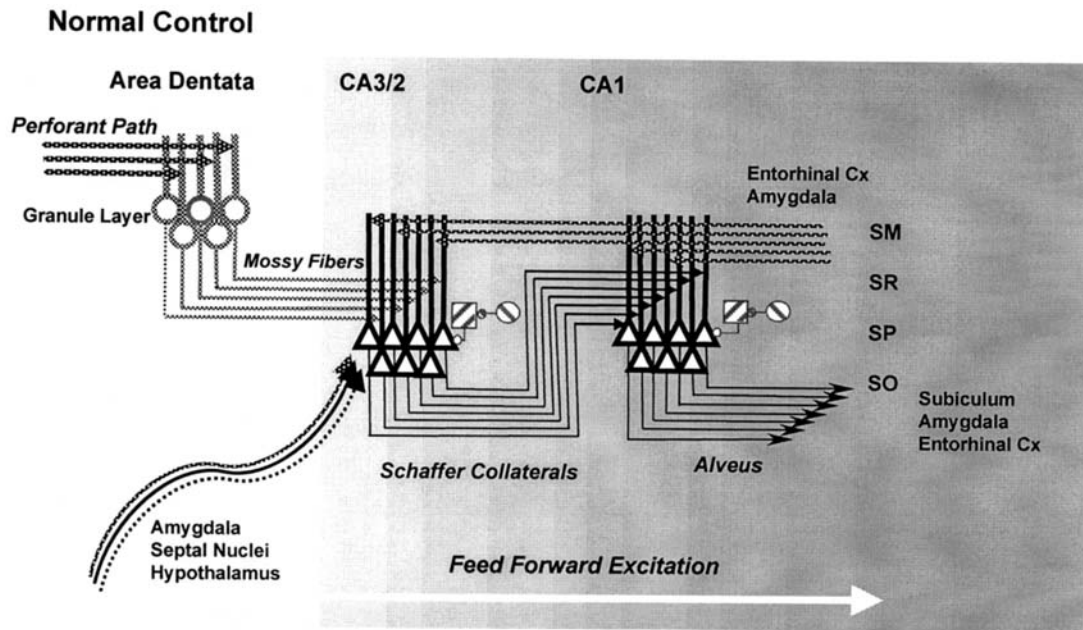 Normal Control
Area Dentata
CA3/2
CA1
Perforant Path
Entorhinal Cx
Amygdala
Granule Layer
SM
Mossy Fibers
SR
SP
SO
Subiculum
Amygdala
Entorhinal Cx
Schaffer Collaterals
Alveus
Amygdala
Septal Nuclei
Hypothalamus
Feed Forward Excitation